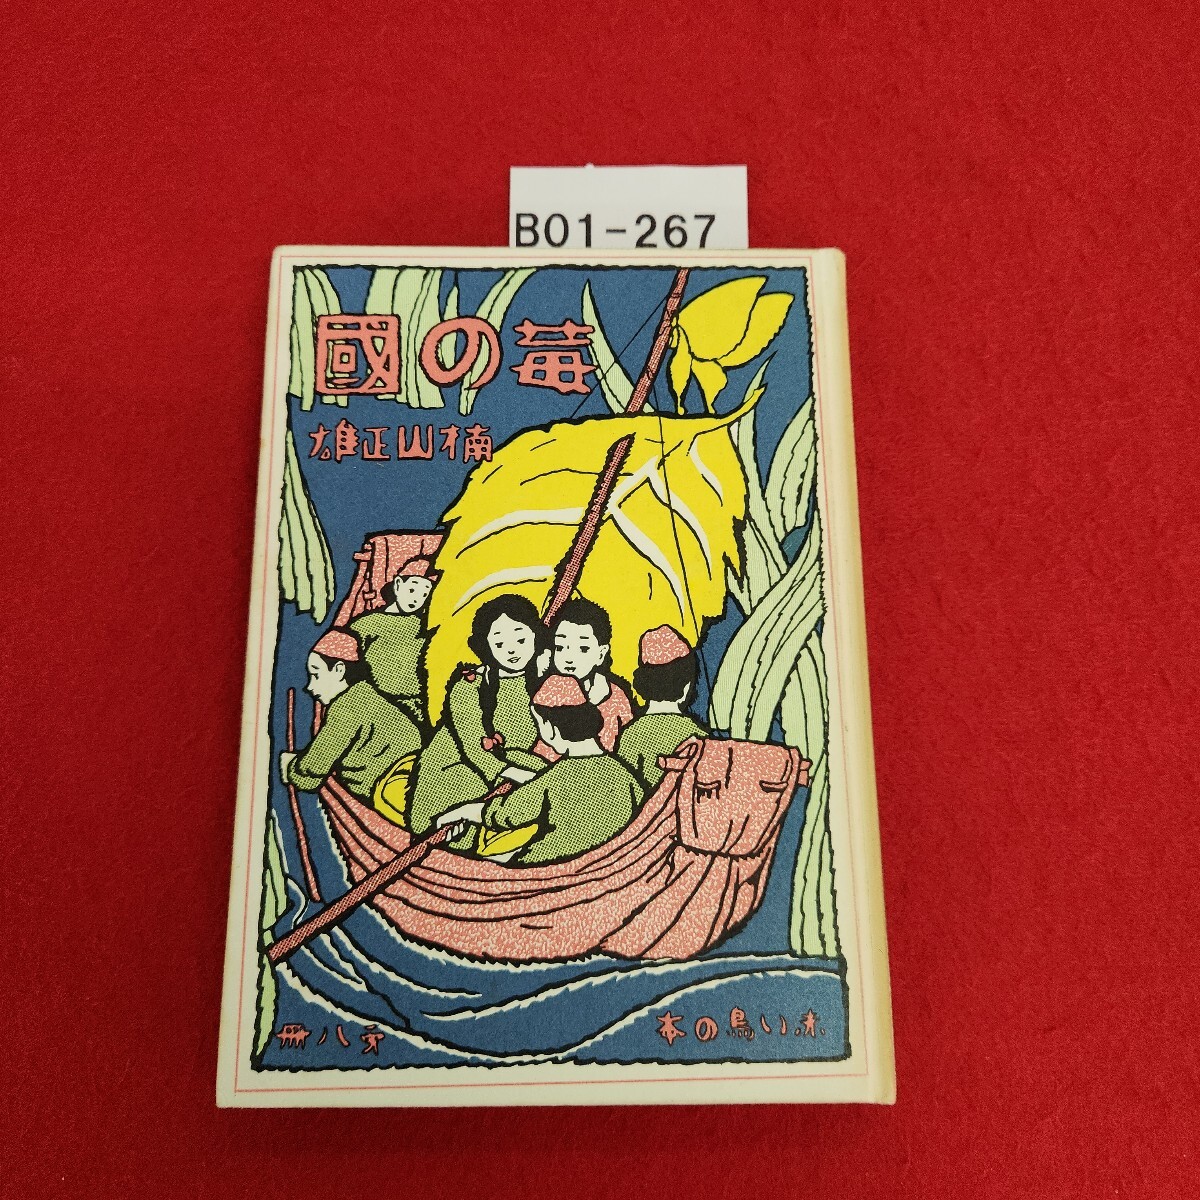 B01-267
苺の國
楠山正雄
赤い鳥の本
第八冊